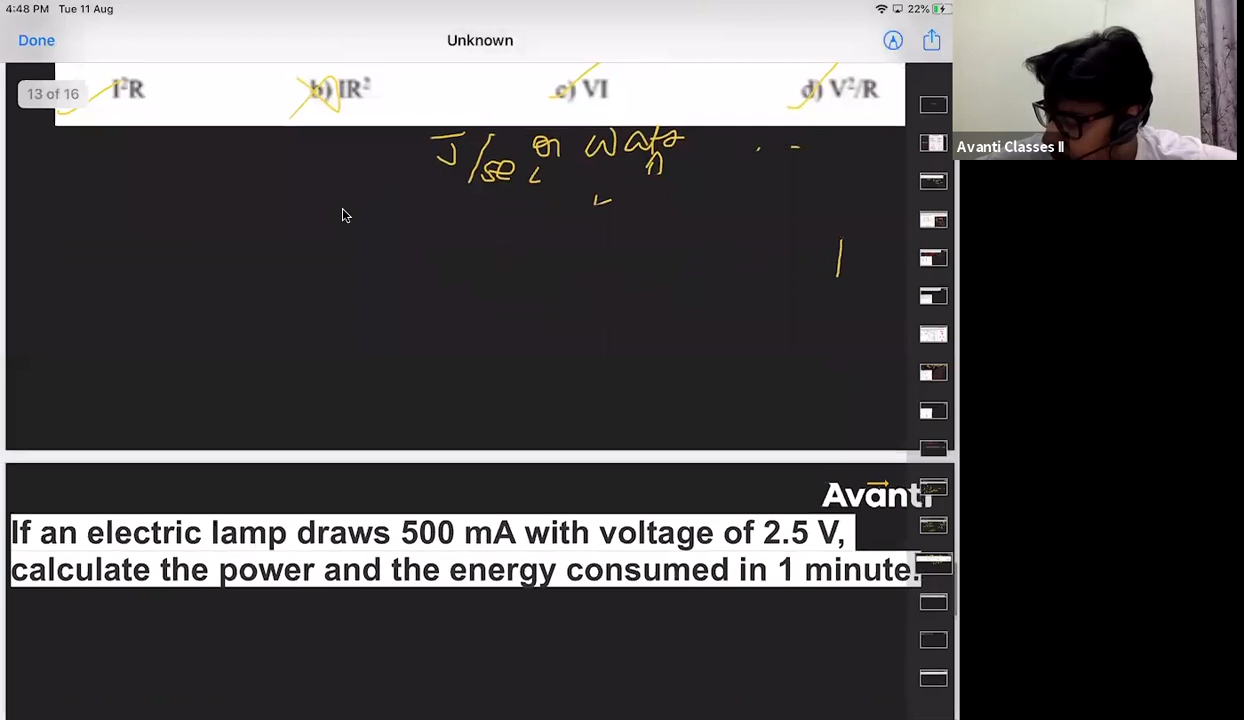 4:48 PM Tue 11 Aug
22%
Done
Unknown
13 of 16
I²R
b) IR²
c) VI
d) V²/R
J/sec or Watt
Avanti Classes II
Avanti
If an electric lamp draws 500 mA with voltage of 2.5 V,
calculate the power and the energy consumed in 1 minute.